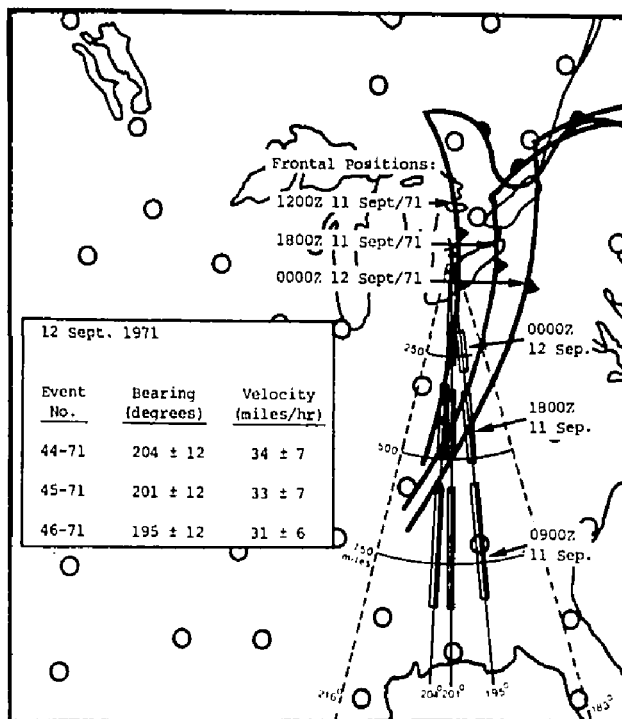 Frontal Positions:
1200Z 11 Sept/71
1800Z 11 Sept/71
0000Z 12 Sept/71
12 Sept. 1971
Event No. Bearing (degrees) Velocity (miles/hr)
44-71 204 ± 12 34 ± 7
45-71 201 ± 12 33 ± 7
46-71 195 ± 12 31 ± 6
0000Z
12 Sep.
250
1800Z
11 Sep.
500
0900Z
11 Sep.
750
miles
216° 204° 201° 195° 183°